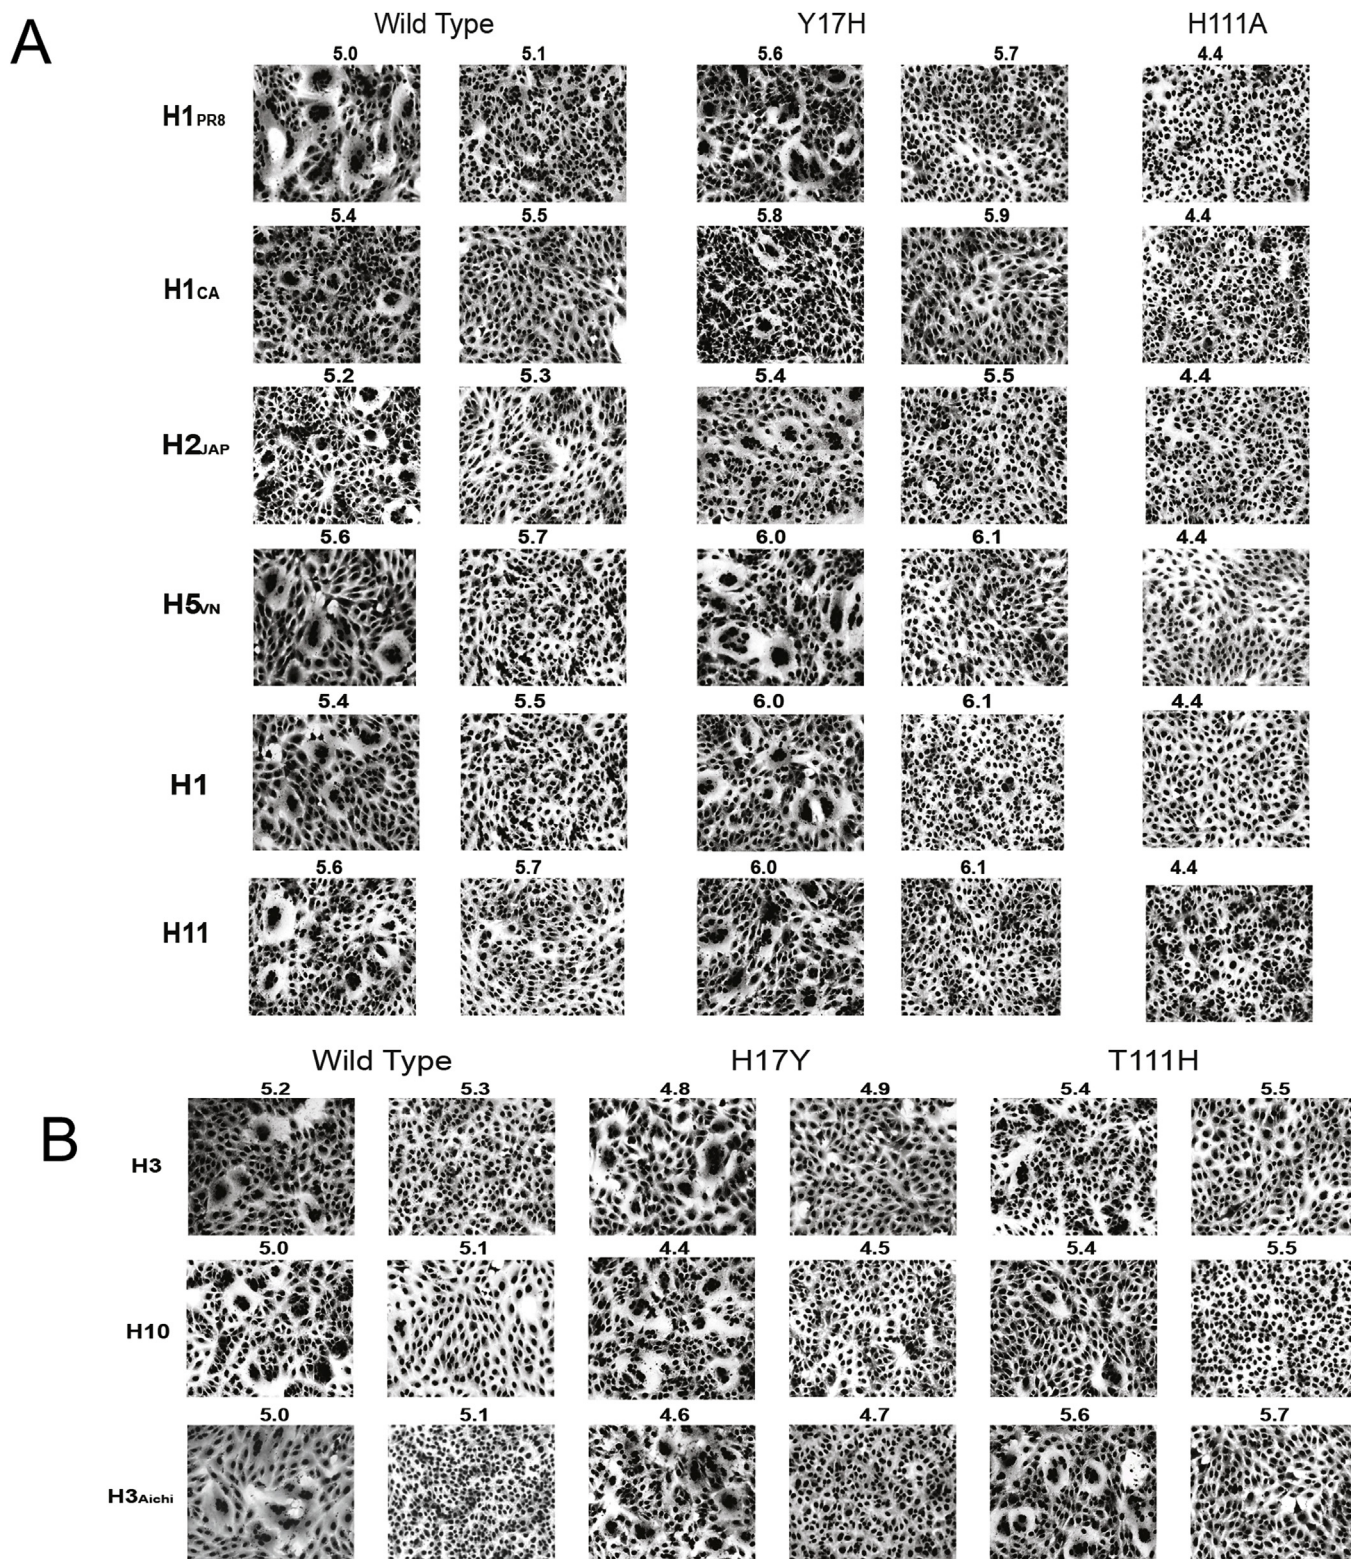 A
Wild Type Y17H H111A
5.0 5.1 5.6 5.7 4.4
H1PR8
5.4 5.5 5.8 5.9 4.4
H1CA
5.2 5.3 5.4 5.5 4.4
H2JAP
5.6 5.7 6.0 6.1 4.4
H5VN
5.4 5.5 6.0 6.1 4.4
H1
5.6 5.7 6.0 6.1 4.4
H11
B
Wild Type H17Y T111H
5.2 5.3 4.8 4.9 5.4 5.5
H3
5.0 5.1 4.4 4.5 5.4 5.5
H10
5.0 5.1 4.6 4.7 5.6 5.7
H3Aichi